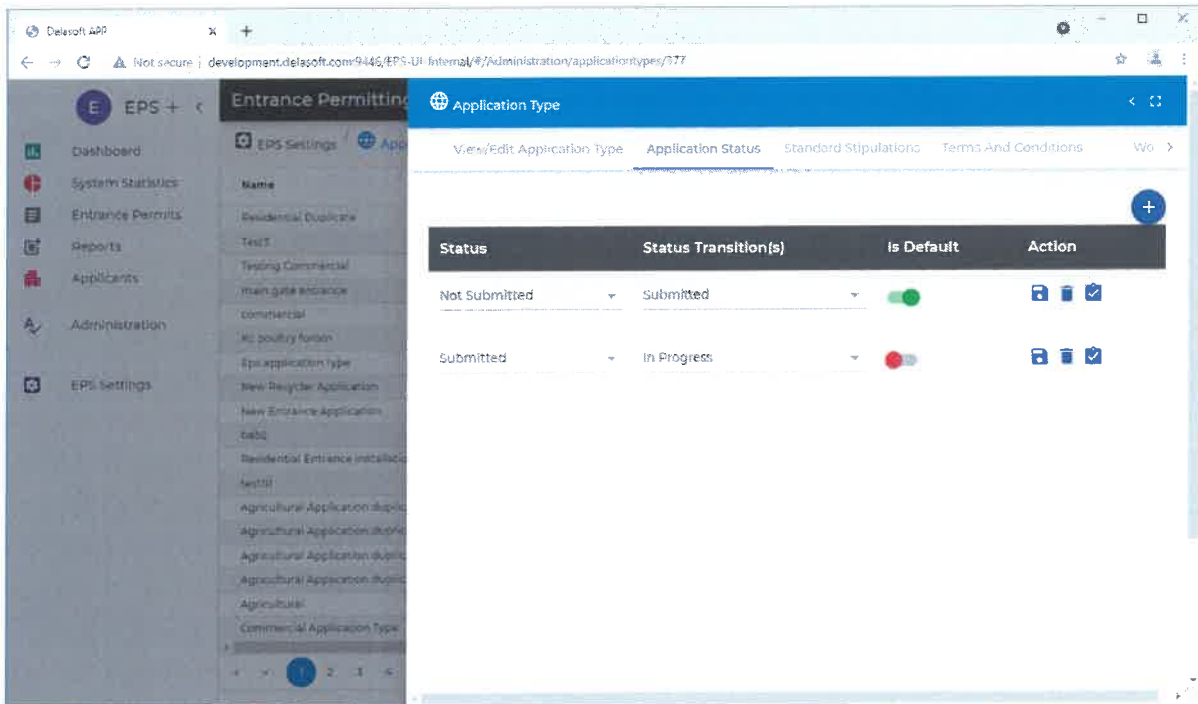 Delasoft APP
Not secure | development.delasoft.com:9446/EPS-UI-Internal/#/Administration/applicationtypes/377
E EPS +
Dashboard
System Statistics
Entrance Permits
Reports
Applicants
Administration
EPS Settings
Entrance Permitting
EPS Settings / App
Name
Residential Duplicate
Test1
Testing Commercial
main gate entrance
commercial
Eps application type
New Recycler Application
New Entrance Application
Residential Entrance Installatio
Agricultural Application duplic
Agricultural Application duplic
Agricultural Application duplic
Agricultural Application duplic
Agricultural
Commercial Application Type
1 2 3 4
Application Type
View/Edit Application Type Application Status Standard Stipulations Terms And Conditions Wo
Status Status Transition(s) Is Default Action
Not Submitted Submitted
Submitted In Progress